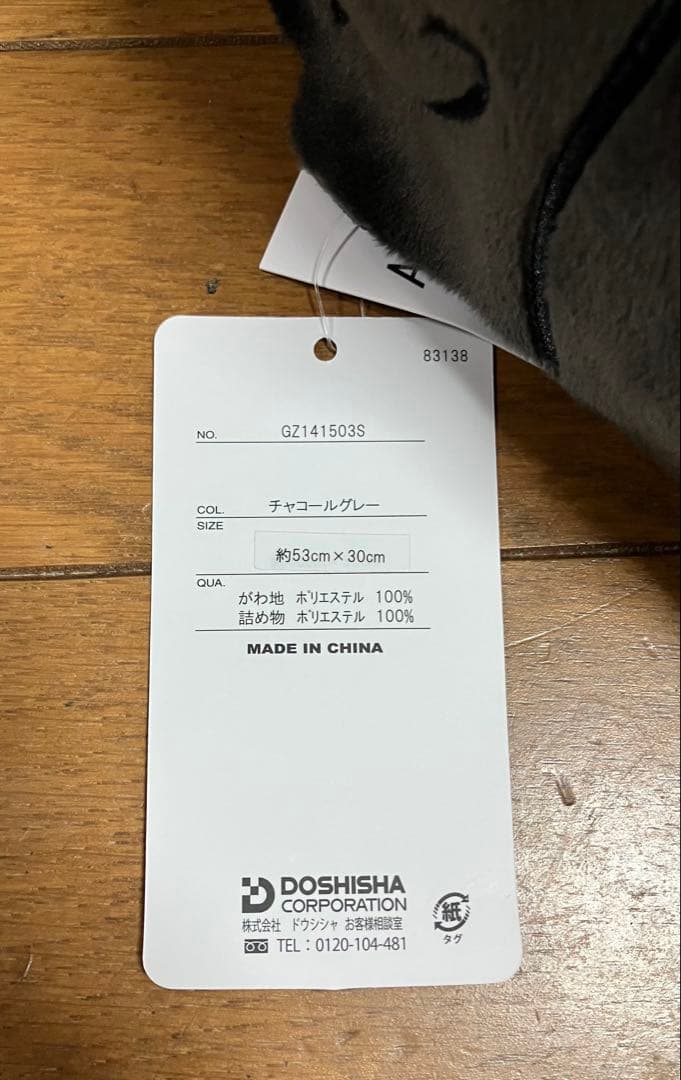 A
83138
NO. GZ141503S
COL. チャコールグレー
SIZE
約53cm×30cm
QUA.
がわ地 ポリエステル 100%
詰め物 ポリエステル 100%
MADE IN CHINA
DOSHISHA
CORPORATION
株式会社 ドウシシャ お客様相談室
TEL：0120-104-481
紙
タグ